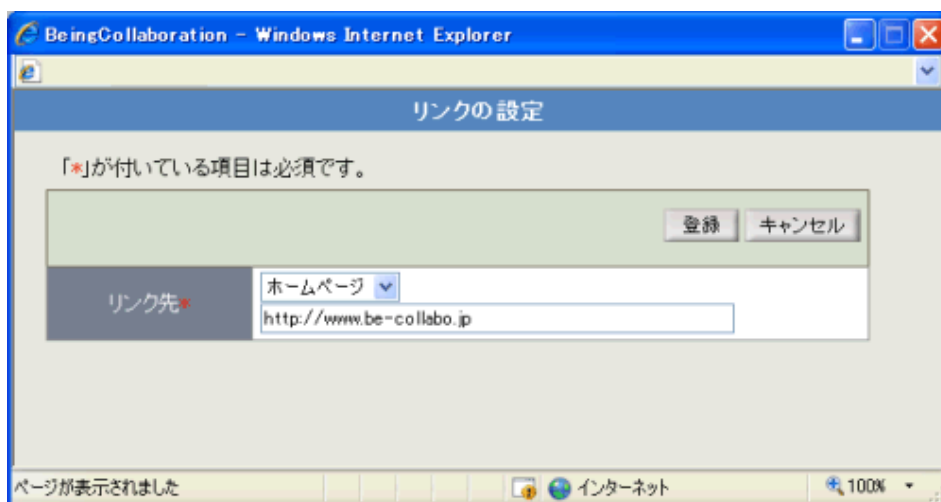 BeingCollaboration - Windows Internet Explorer
リンクの設定
「*」が付いている項目は必須です。
登録 キャンセル
リンク先*
ホームページ
http://www.be-collabo.jp
ページが表示されました インターネット 100%